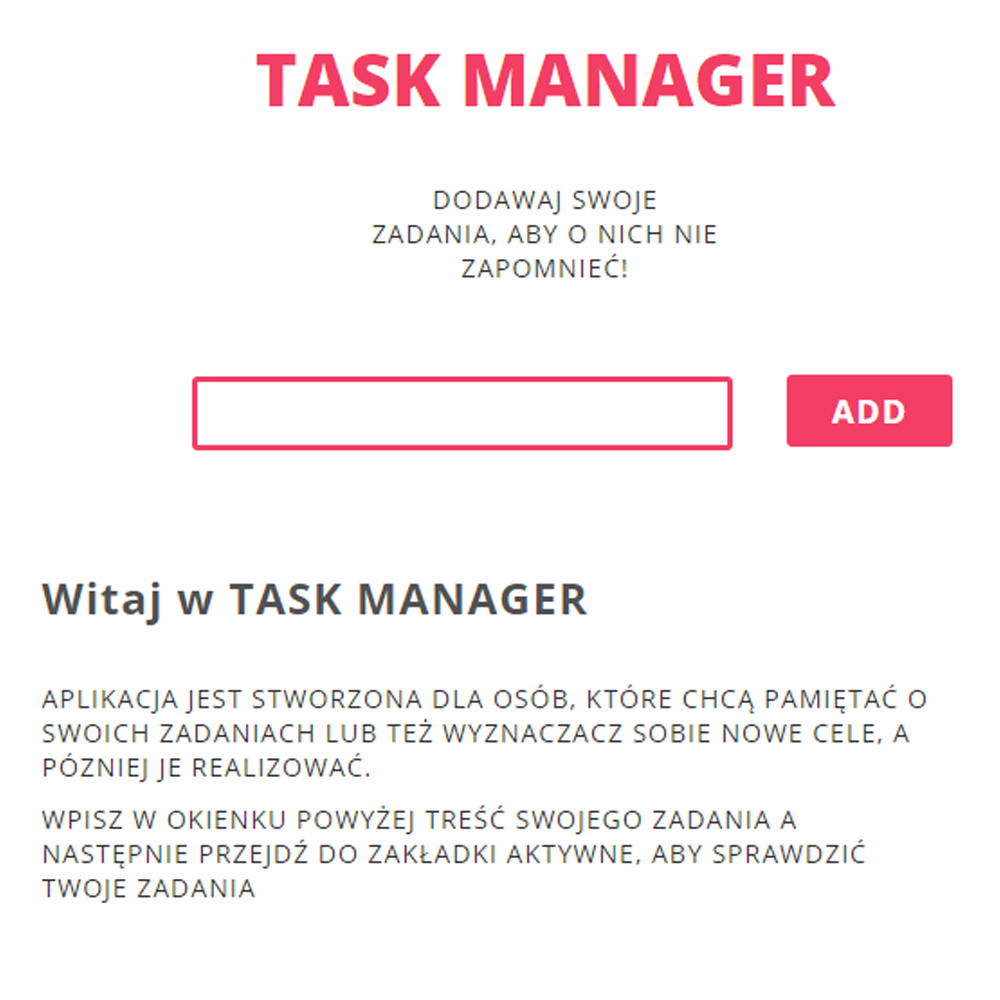 TASK MANAGER
DODAWAJ SWOJE
ZADANIA, ABY O NICH NIE
ZAPOMNIEĆ!
ADD
Witaj w TASK MANAGER
APLIKACJA JEST STWORZONA DLA OSÓB, KTÓRE CHCĄ PAMIĘTAĆ O
SWOICH ZADANIACH LUB TEŻ WYZNACZACZ SOBIE NOWE CELE, A
PÓZNIEJ JE REALIZOWAĆ.
WPISZ W OKIENKU POWYŻEJ TREŚĆ SWOJEGO ZADANIA A
NASTĘPNIE PRZEJDŹ DO ZAKŁADKI AKTYWNE, ABY SPRAWDZIĆ
TWOJE ZADANIA